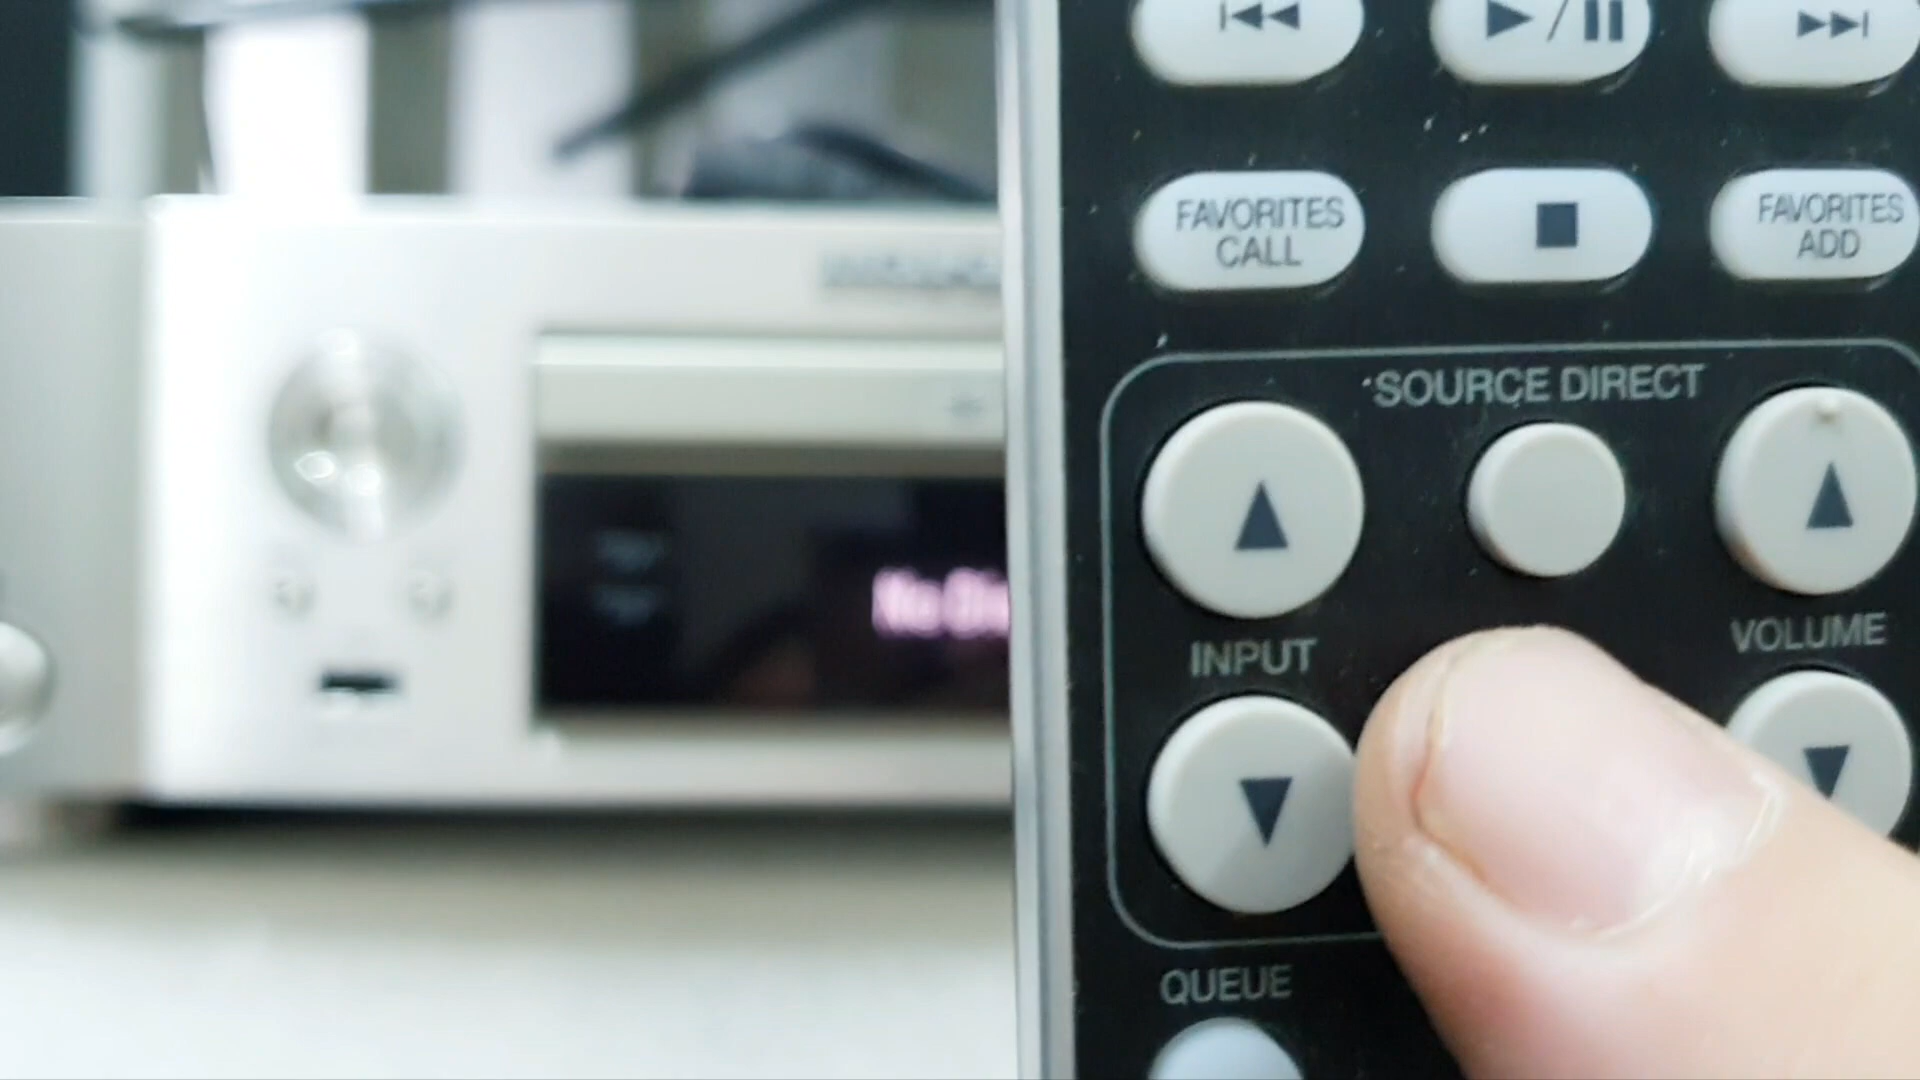 FAVORITES
CALL
FAVORITES
ADD
SOURCE DIRECT
INPUT
VOLUME
QUEUE